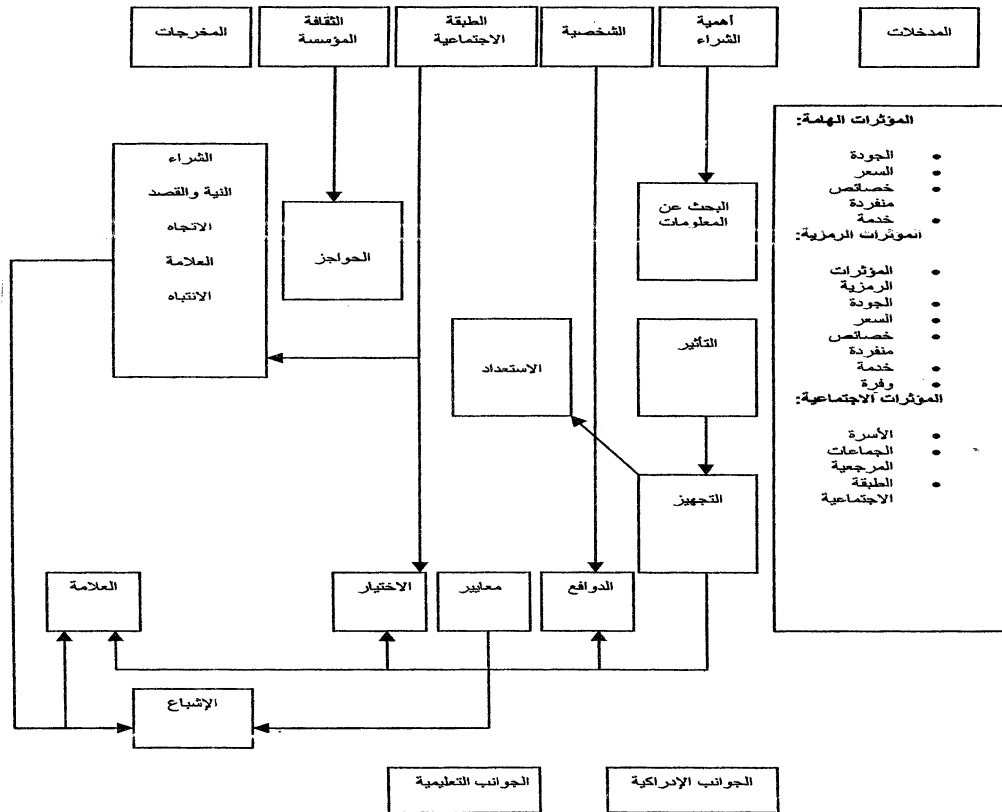 المدخلات
أهمية
الشراء
الشخصية
الطبقة
الاجتماعية
الثقافة
المؤسسة
المخرجات
المؤثرات الهامة:
• الجودة
• السعر
• خصائص
منفردة
• خدمة
المؤثرات الرمزية:
• المؤثرات
الرمزية
• الجودة
• السعر
• خصائص
منفردة
• خدمة
• وفرة
المؤثرات الاجتماعية:
• الأسرة
• الجماعات
المرجعية
• الطبقة
الاجتماعية
البحث عن
المعلومات
التأثير
التجهيز
الاستعداد
الحواجز
الشراء
النية والقصد
الاتجاه
العلامة
الانتباه
الدوافع
معايير
الاختيار
العلامة
الإشباع
الجوانب الإدراكية
الجوانب التعليمية